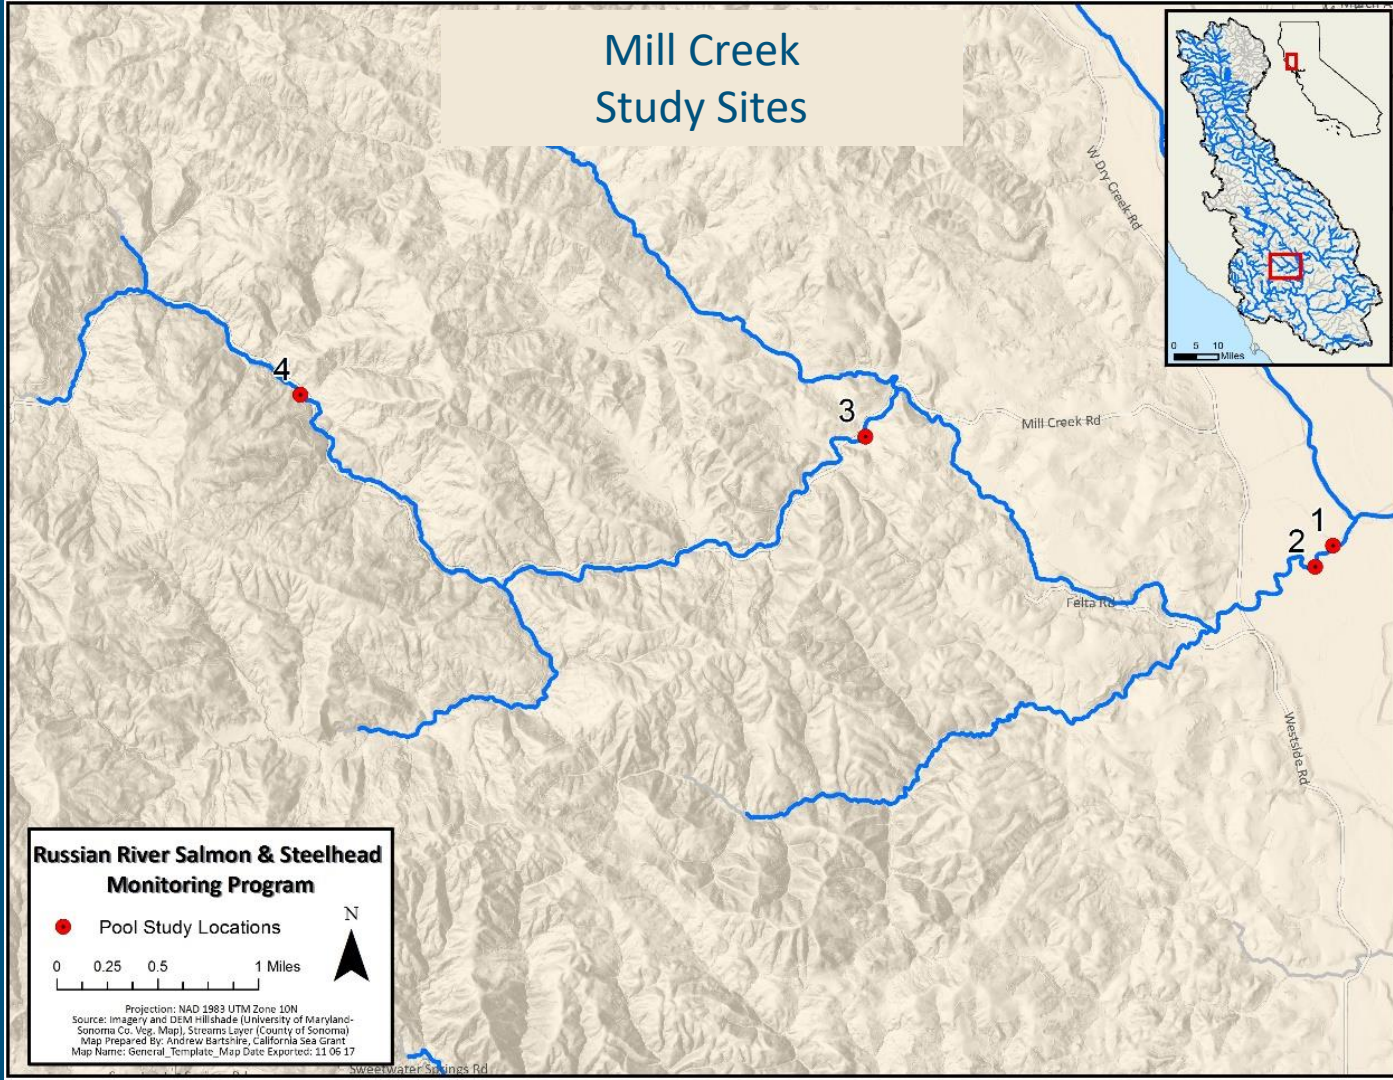 Mill Creek
Study Sites
W Dry Creek Rd
0 5 10
Miles
4
3
Mill Creek Rd
1
2
Felta Rd
Westside Rd
Russian River Salmon & Steelhead
Monitoring Program
N
Pool Study Locations
0 0.25 0.5 1 Miles
Projection: NAD 1983 UTM Zone 10N
Source: Imagery and DEM Hillshade (University of Maryland-
Sonoma Co. Veg. Map), Streams Layer (County of Sonoma)
Map Prepared By: Andrew Bartshire, California Sea Grant
Map Name: General_Template_Map Date Exported: 11 06 17
Sweetwater Springs Rd